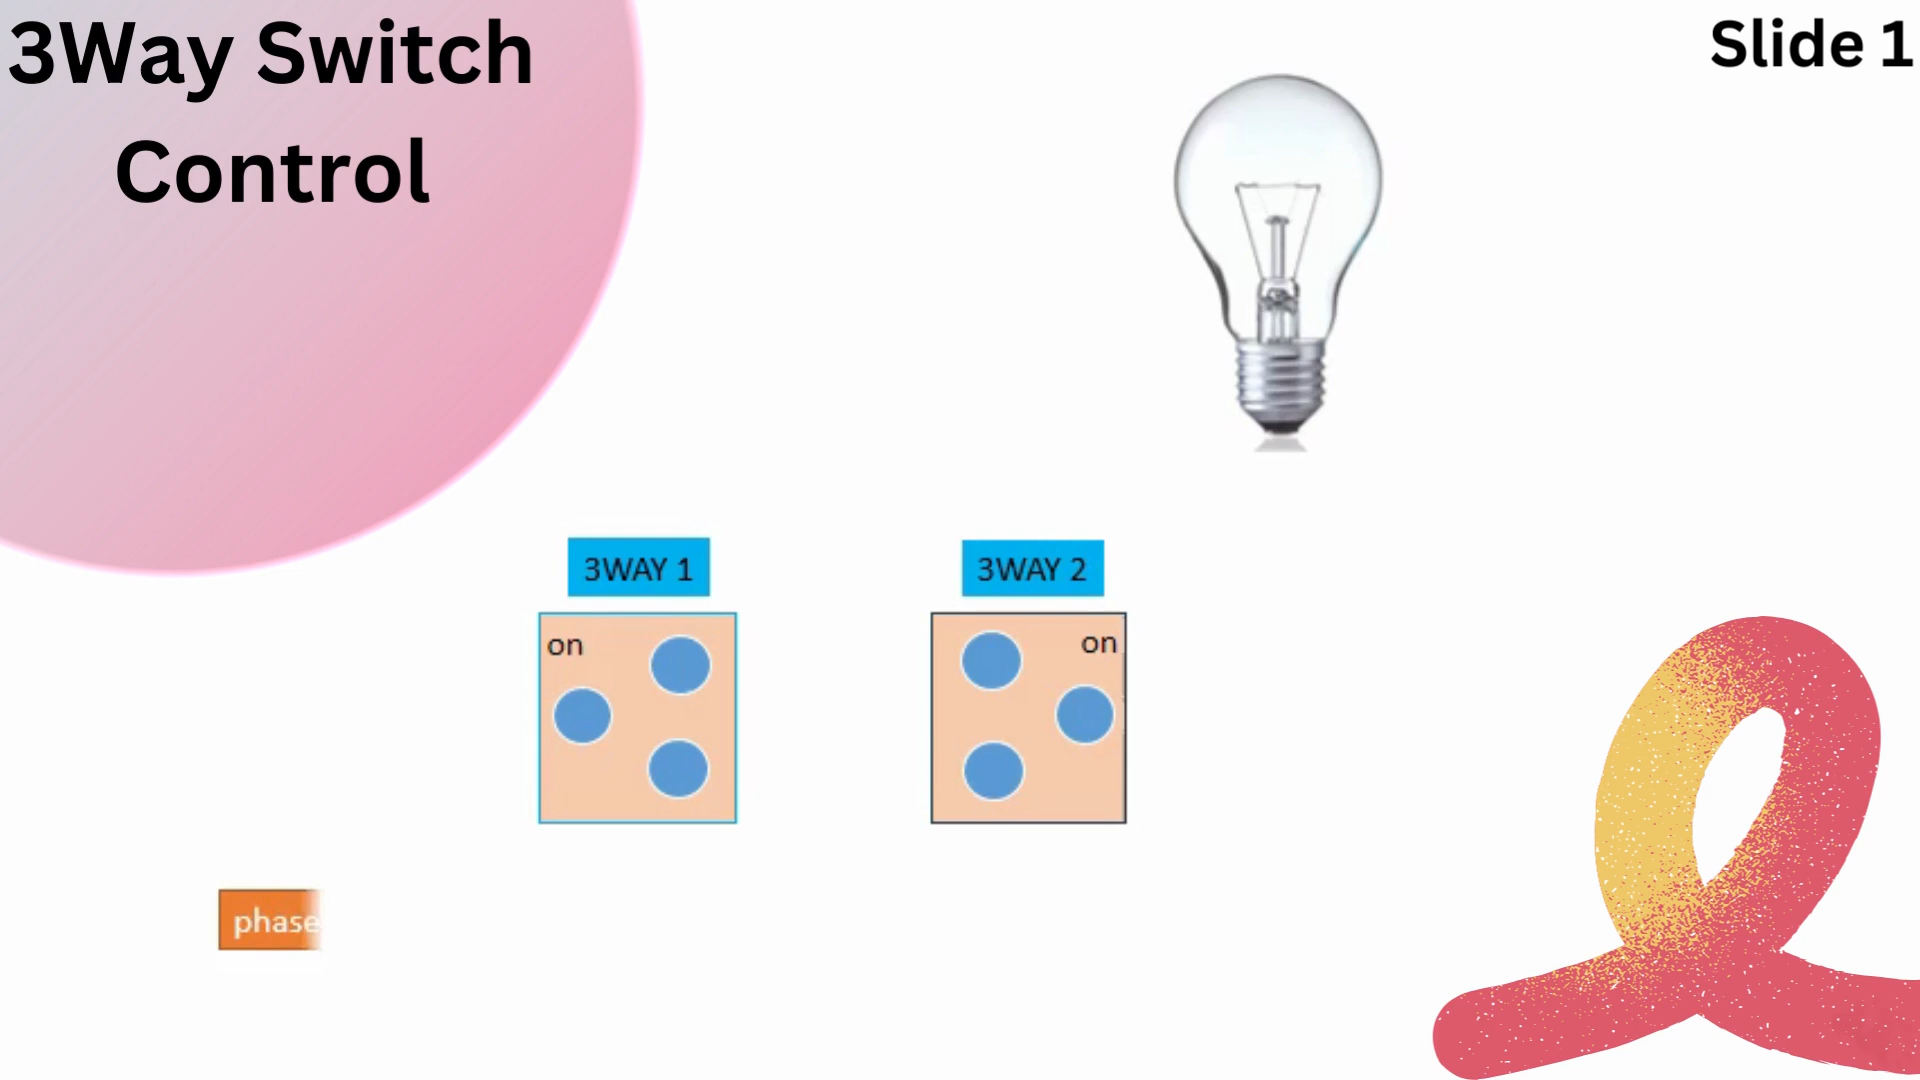 3Way Switch
Control
Slide 1
3WAY 1
3WAY 2
on
on
phase